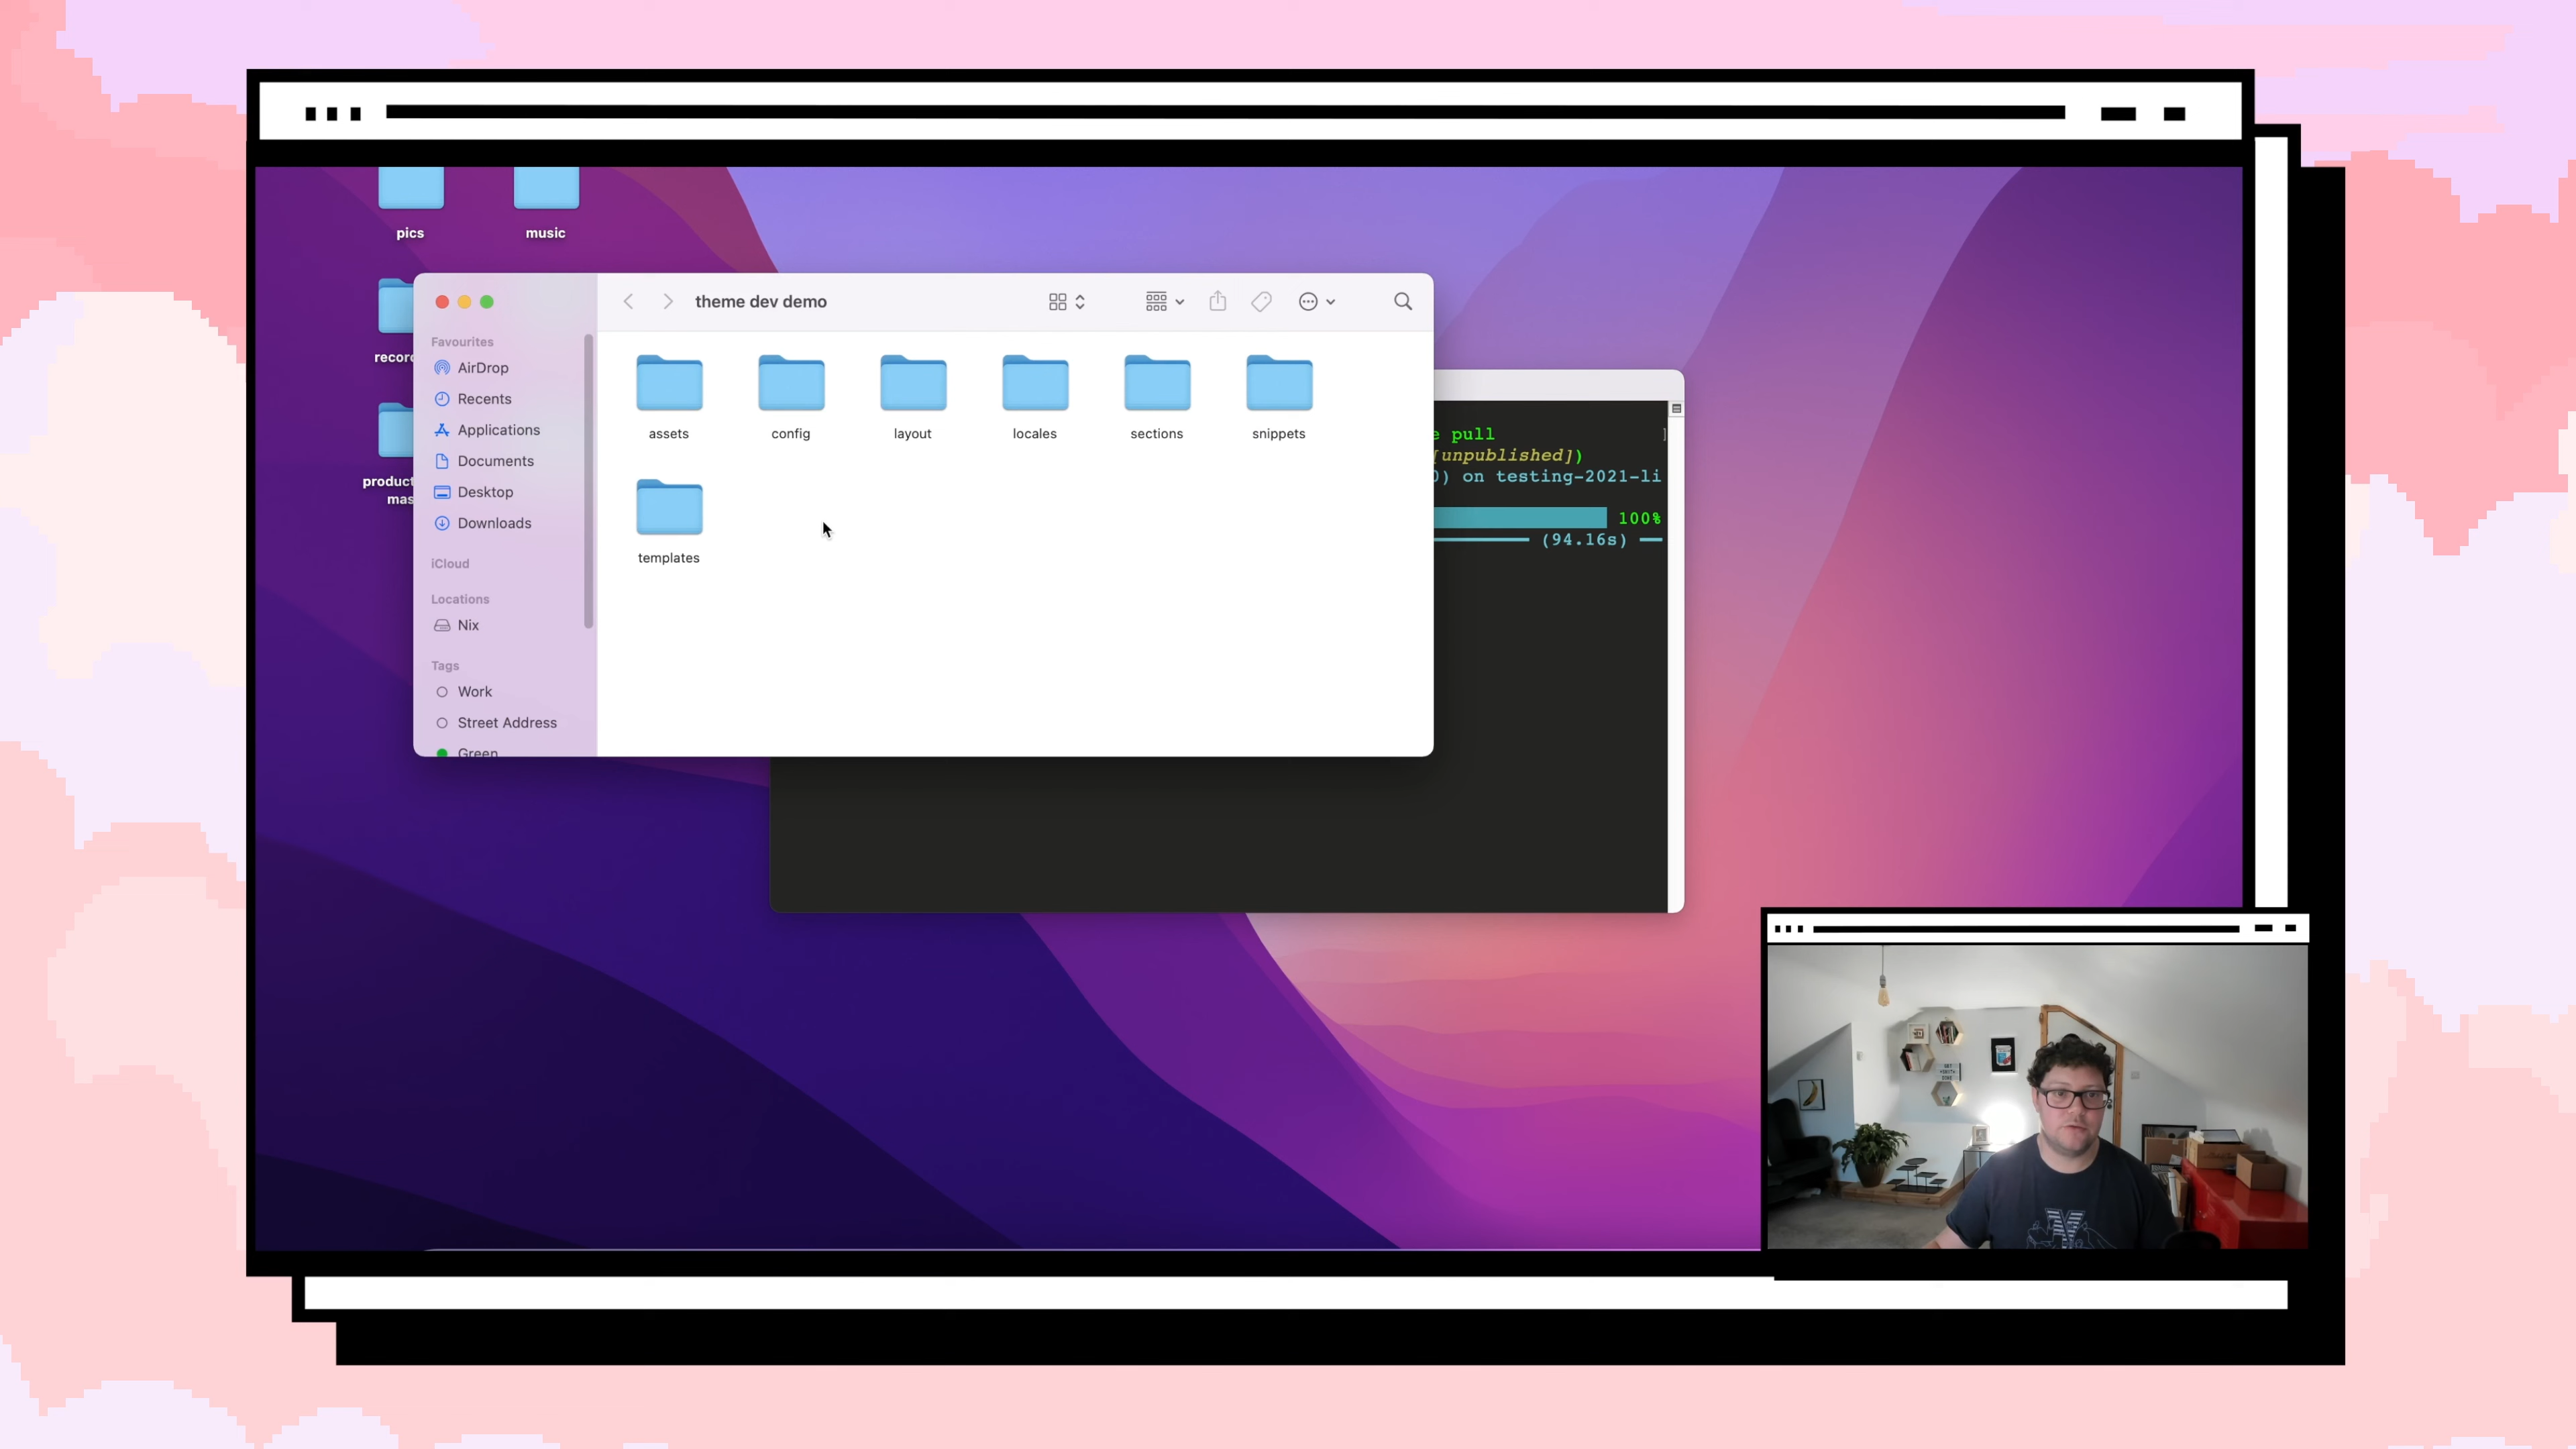 pics
music
recor
product
mas
theme dev demo
Favourites
AirDrop
Recents
Applications
Documents
Desktop
Downloads
iCloud
Locations
Nix
Tags
Work
Street Address
Green
assets
config
layout
locales
sections
snippets
templates
e pull ]
[unpublished])
0) on testing-2021-li
100%
(94.16s)